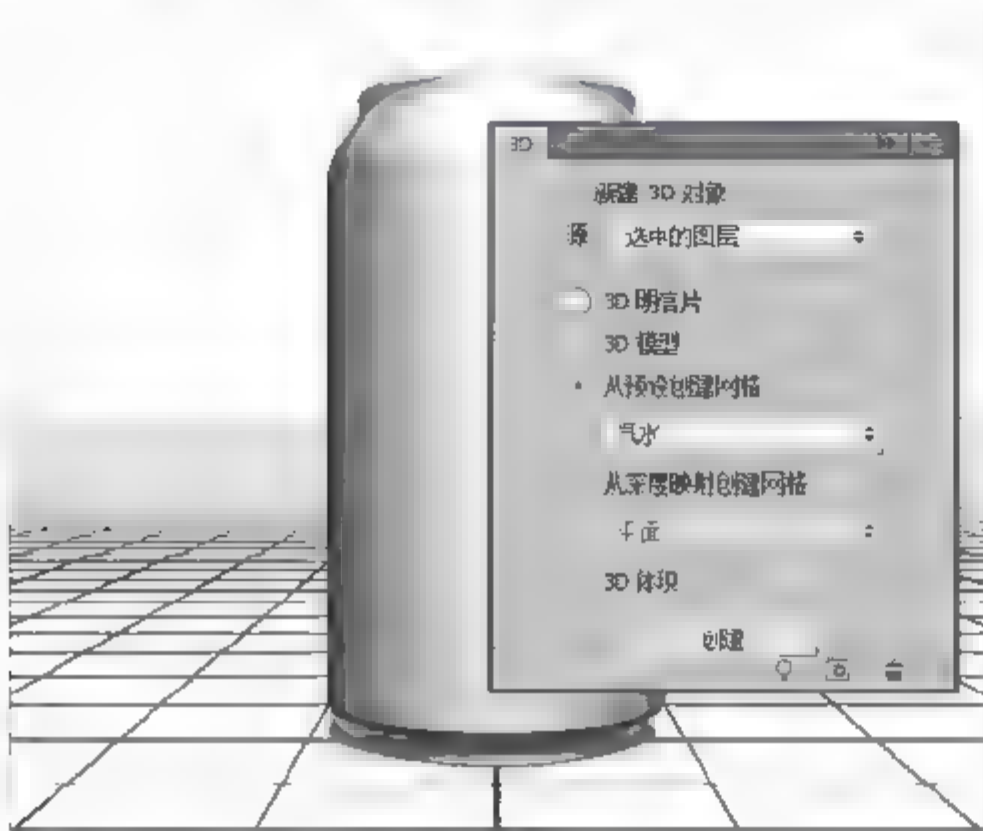 3D
新建 3D 对象
源 选中的图层
3D 明信片
3D 模型
从预设创建网格
汽水
从深度映射创建网格
平面
3D 体积
创建